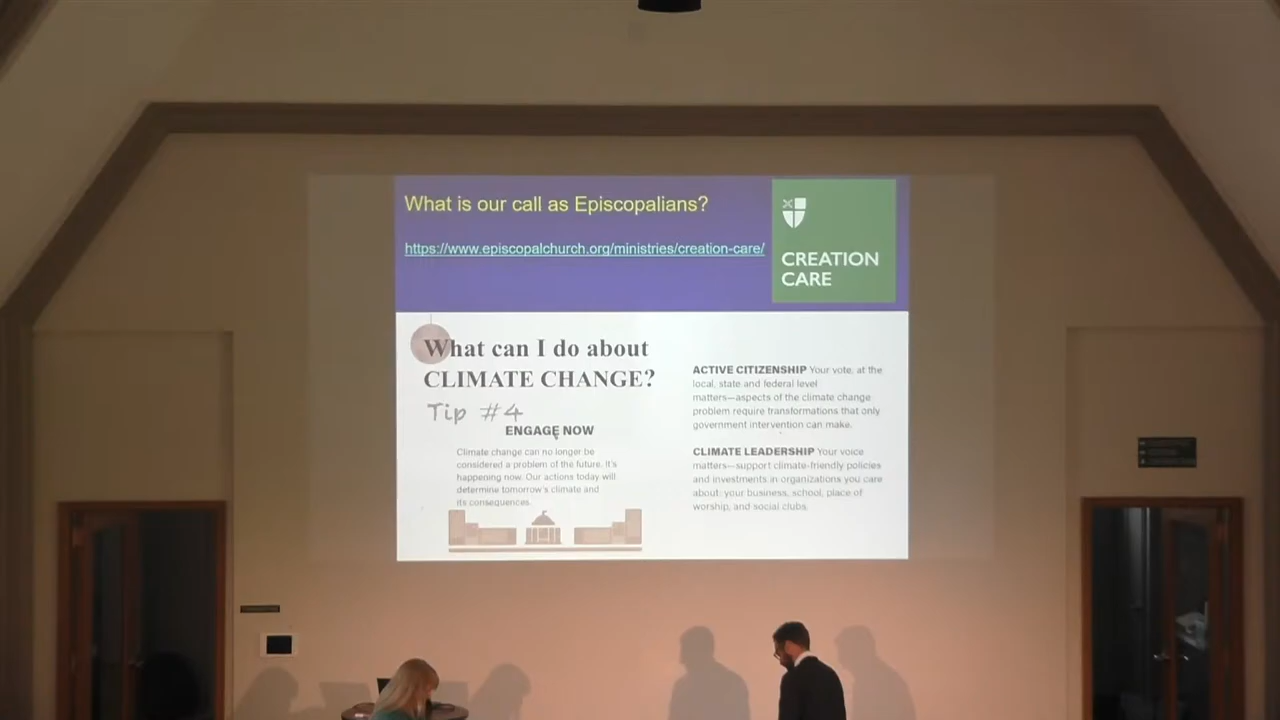 What is our call as Episcopalians?
https://www.episcopalchurch.org/ministries/creation-care/
CREATION
CARE
What can I do about
CLIMATE CHANGE?
Tip #4
ENGAGE NOW
Climate change can no longer be
considered a problem of the future. It's
happening now. Our actions today will
determine tomorrow's climate and
its consequences.
ACTIVE CITIZENSHIP Your vote, at the
local, state and federal level
matters—aspects of the climate change
problem require transformations that only
government intervention can make.
CLIMATE LEADERSHIP Your voice
matters—support climate-friendly policies
and investments in organizations you care
about: your business, school, place of
worship, and social clubs.